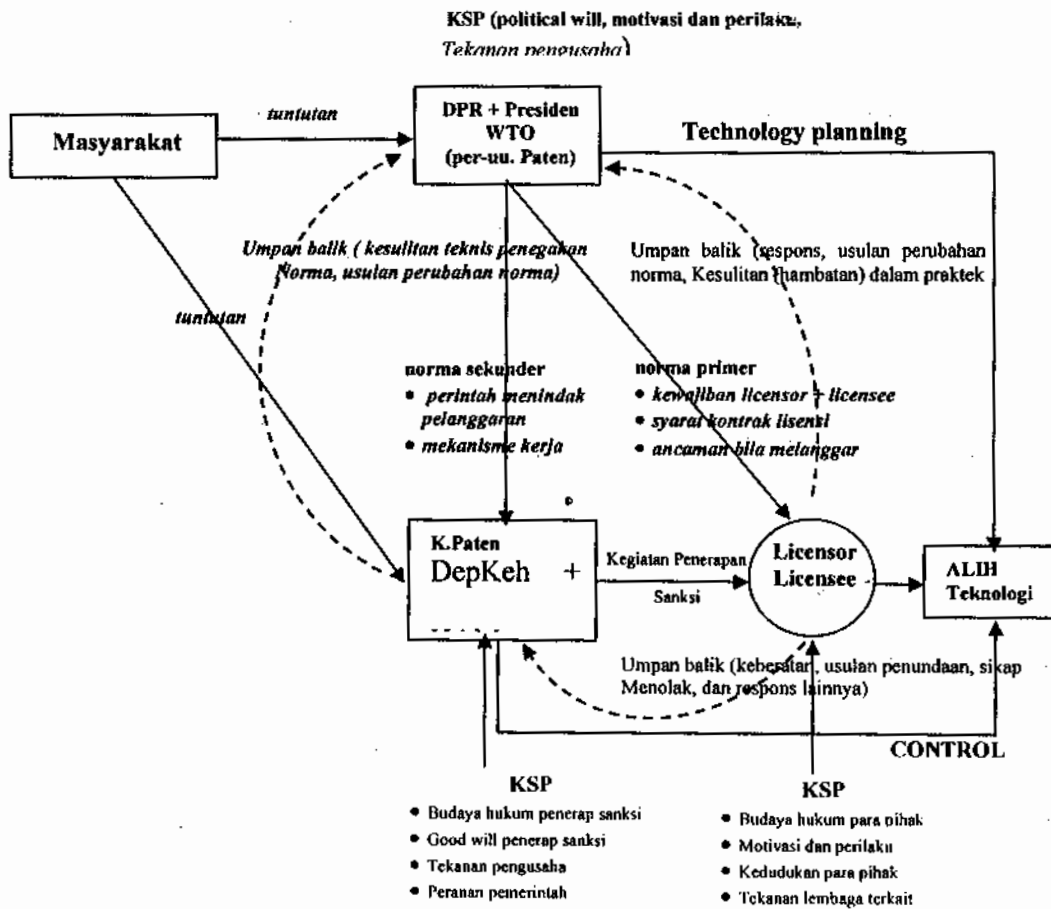 KSP (political will, motivasi dan perilaku,
Tekanan pengusaha)
tuntutan
DPR + Presiden
WTO
(per-uu. Paten)
Technology planning
Masyarakat
Umpan balik ( kesulitan teknis penegakan
Norma, usulan perubahan norma)
Umpan balik (respons, usulan perubahan
norma, Kesulitan (hambatan) dalam praktek
tuntutan
norma sekunder
• perintah menindak
pelanggaran
• mekanisme kerja
norma primer
• kewajiban licensor + licensee
• syarat kontrak lisensi
• ancaman bila melanggar
K.Paten
DepKeh +
Kegiatan Penerapan
Sanksi
Licensor
Licensee
ALIH
Teknologi
Umpan balik (keberatan, usulan penundaan, sikap
Menolak, dan respons lainnya)
CONTROL
KSP
• Budaya hukum penerap sanksi
• Good will penerap sanksi
• Tekanan pengusaha
• Peranan pemerintah
KSP
• Budaya hukum para pihak
• Motivasi dan perilaku
• Kedudukan para pihak
• Tekanan lembaga terkait